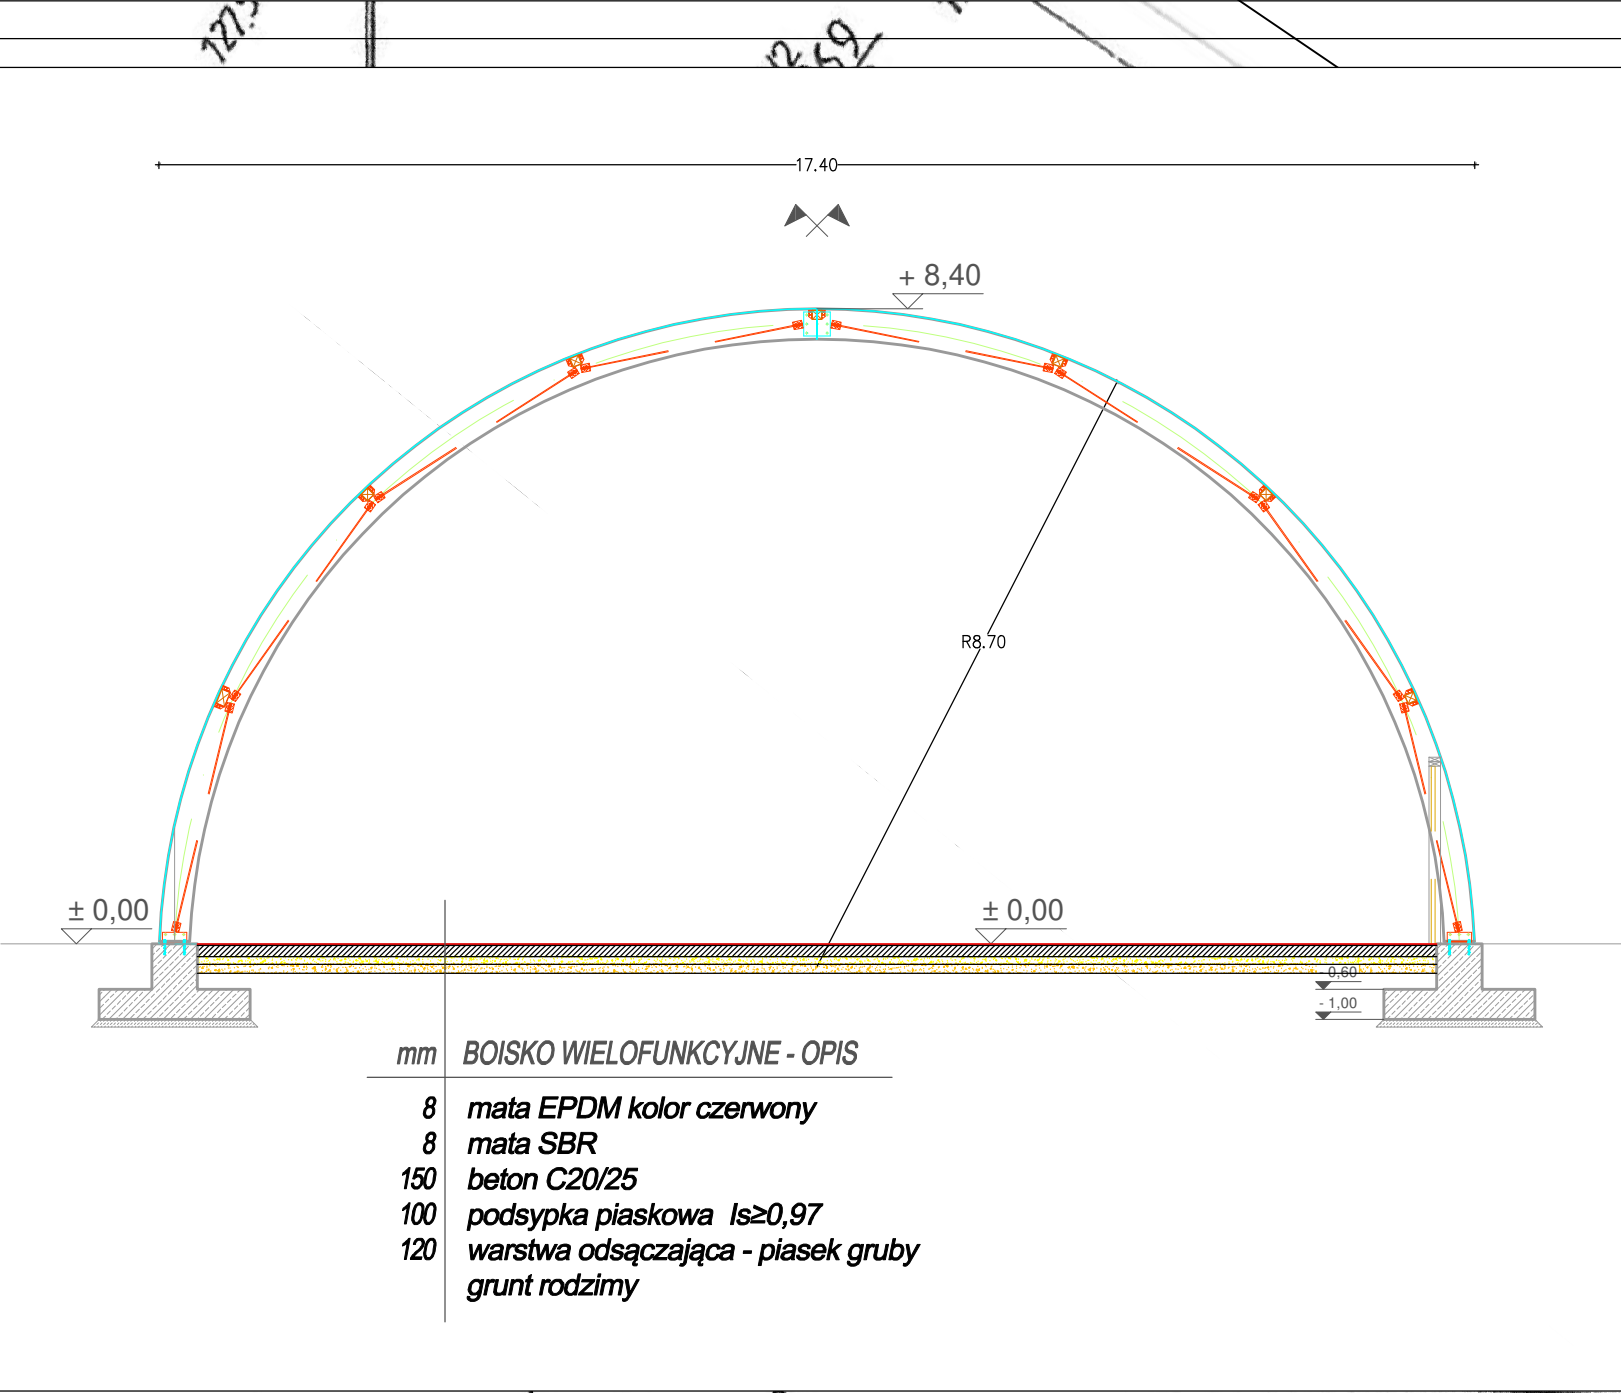 17.40
+ 8,40
R8.70
± 0,00
± 0,00
- 0,60
- 1,00
mm BOISKO WIELOFUNKCYJNE - OPIS
8 mata EPDM kolor czerwony
8 mata SBR
150 beton C20/25
100 podsypka piaskowa Is≥0,97
120 warstwa odsączająca - piasek gruby
grunt rodzimy